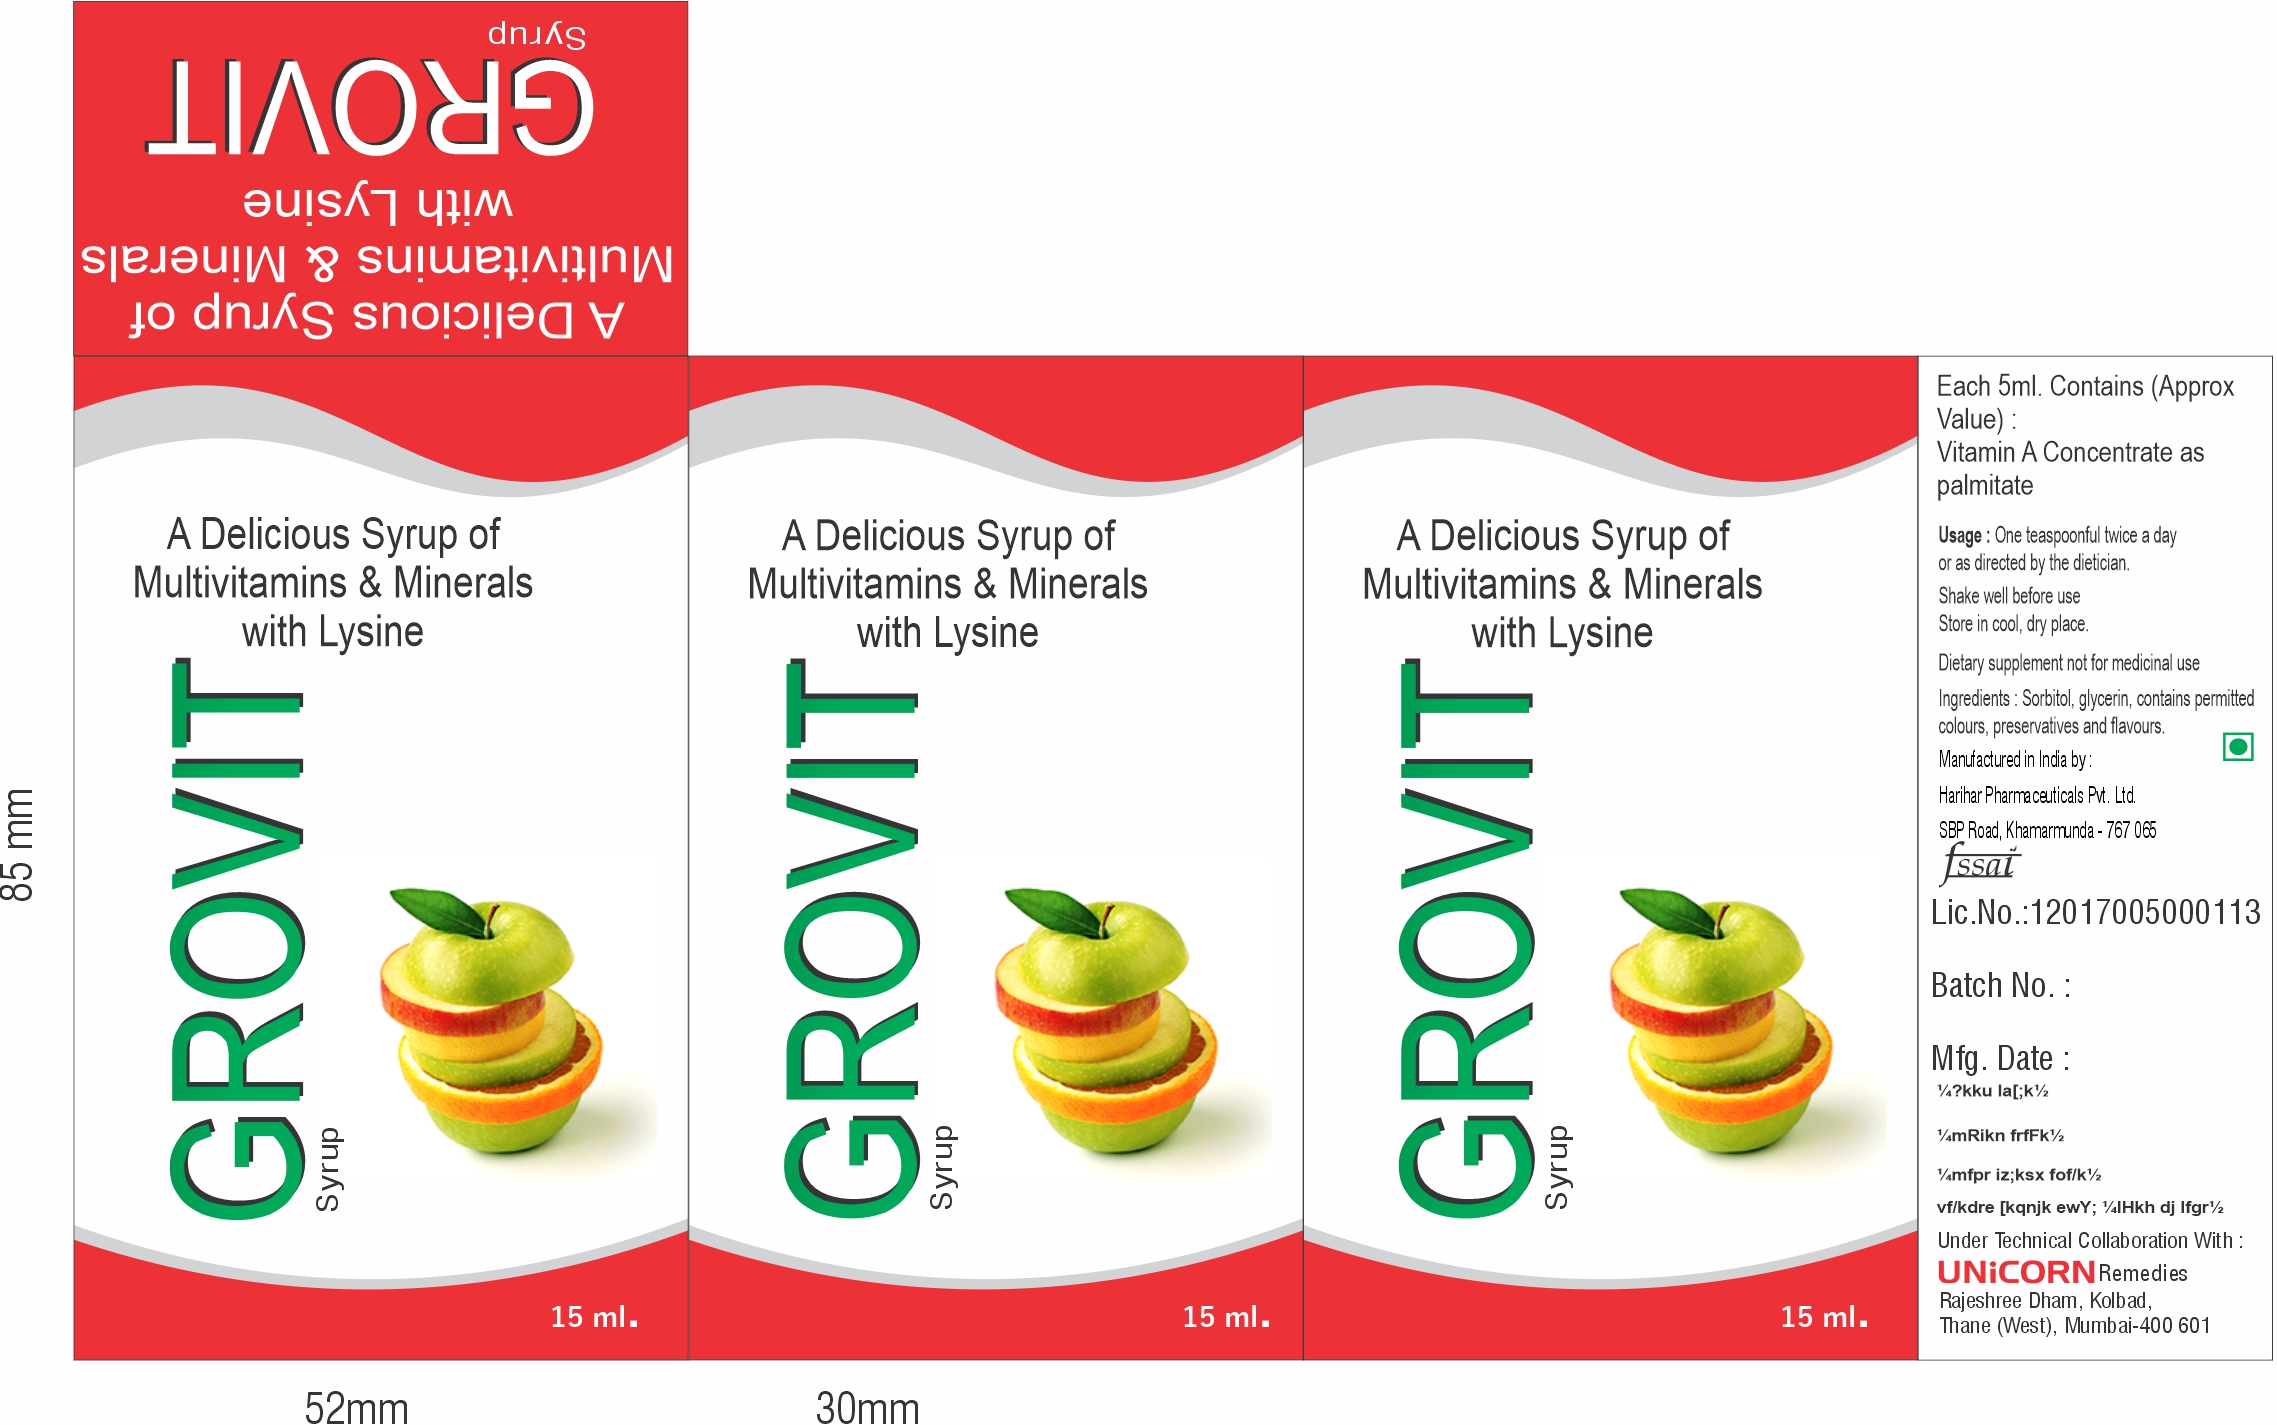 Syrup
GROVIT
with Lysine
Multivitamins & Minerals
A Delicious Syrup of
A Delicious Syrup of
Multivitamins & Minerals
with Lysine
GROVIT
Syrup
15 ml.
A Delicious Syrup of
Multivitamins & Minerals
with Lysine
GROVIT
Syrup
15 ml.
A Delicious Syrup of
Multivitamins & Minerals
with Lysine
GROVIT
Syrup
15 ml.
Each 5ml. Contains (Approx
Value) :
Vitamin A Concentrate as
palmitate
Usage : One teaspoonful twice a day
or as directed by the dietician.
Shake well before use
Store in cool, dry place.
Dietary supplement not for medicinal use
Ingredients : Sorbitol, glycerin, contains permitted
colours, preservatives and flavours.
Manufactured in India by :
Harihar Pharmaceuticals Pvt. Ltd.
SBP Road, Khamarmunda - 767 065
fssai
Lic.No.:12017005000113
Batch No. :
Mfg. Date :
¼?kku la[;k½
¼mRikn frfFk½
¼mfpr iz;ksx fof/k½
vf/kdre [kqnjk ewY; ¼lHkh dj lfgr½
Under Technical Collaboration With :
UNiCORN Remedies
Rajeshree Dham, Kolbad,
Thane (West), Mumbai-400 601
85 mm
52mm
30mm